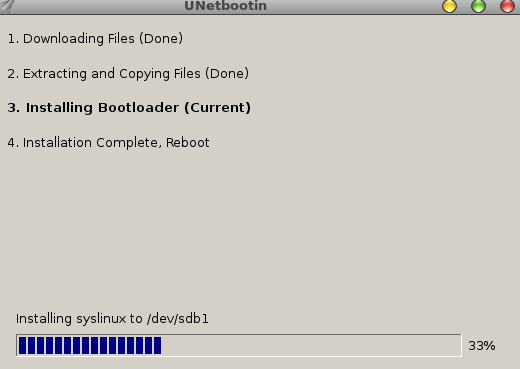 UNetbootin
1. Downloading Files (Done)
2. Extracting and Copying Files (Done)
3. Installing Bootloader (Current)
4. Installation Complete, Reboot
Installing syslinux to /dev/sdb1
33%